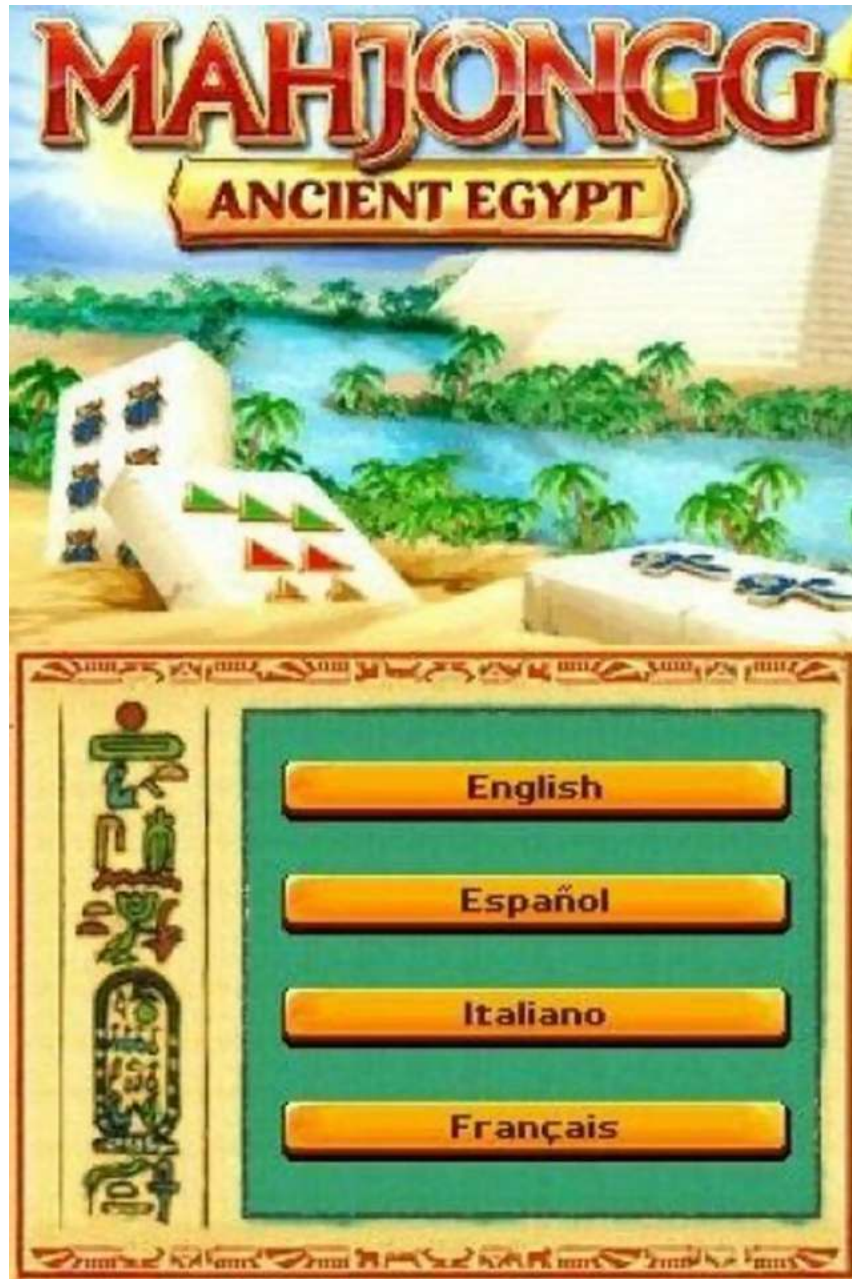 MAHJONGG
ANCIENT EGYPT
English
Español
Italiano
Français